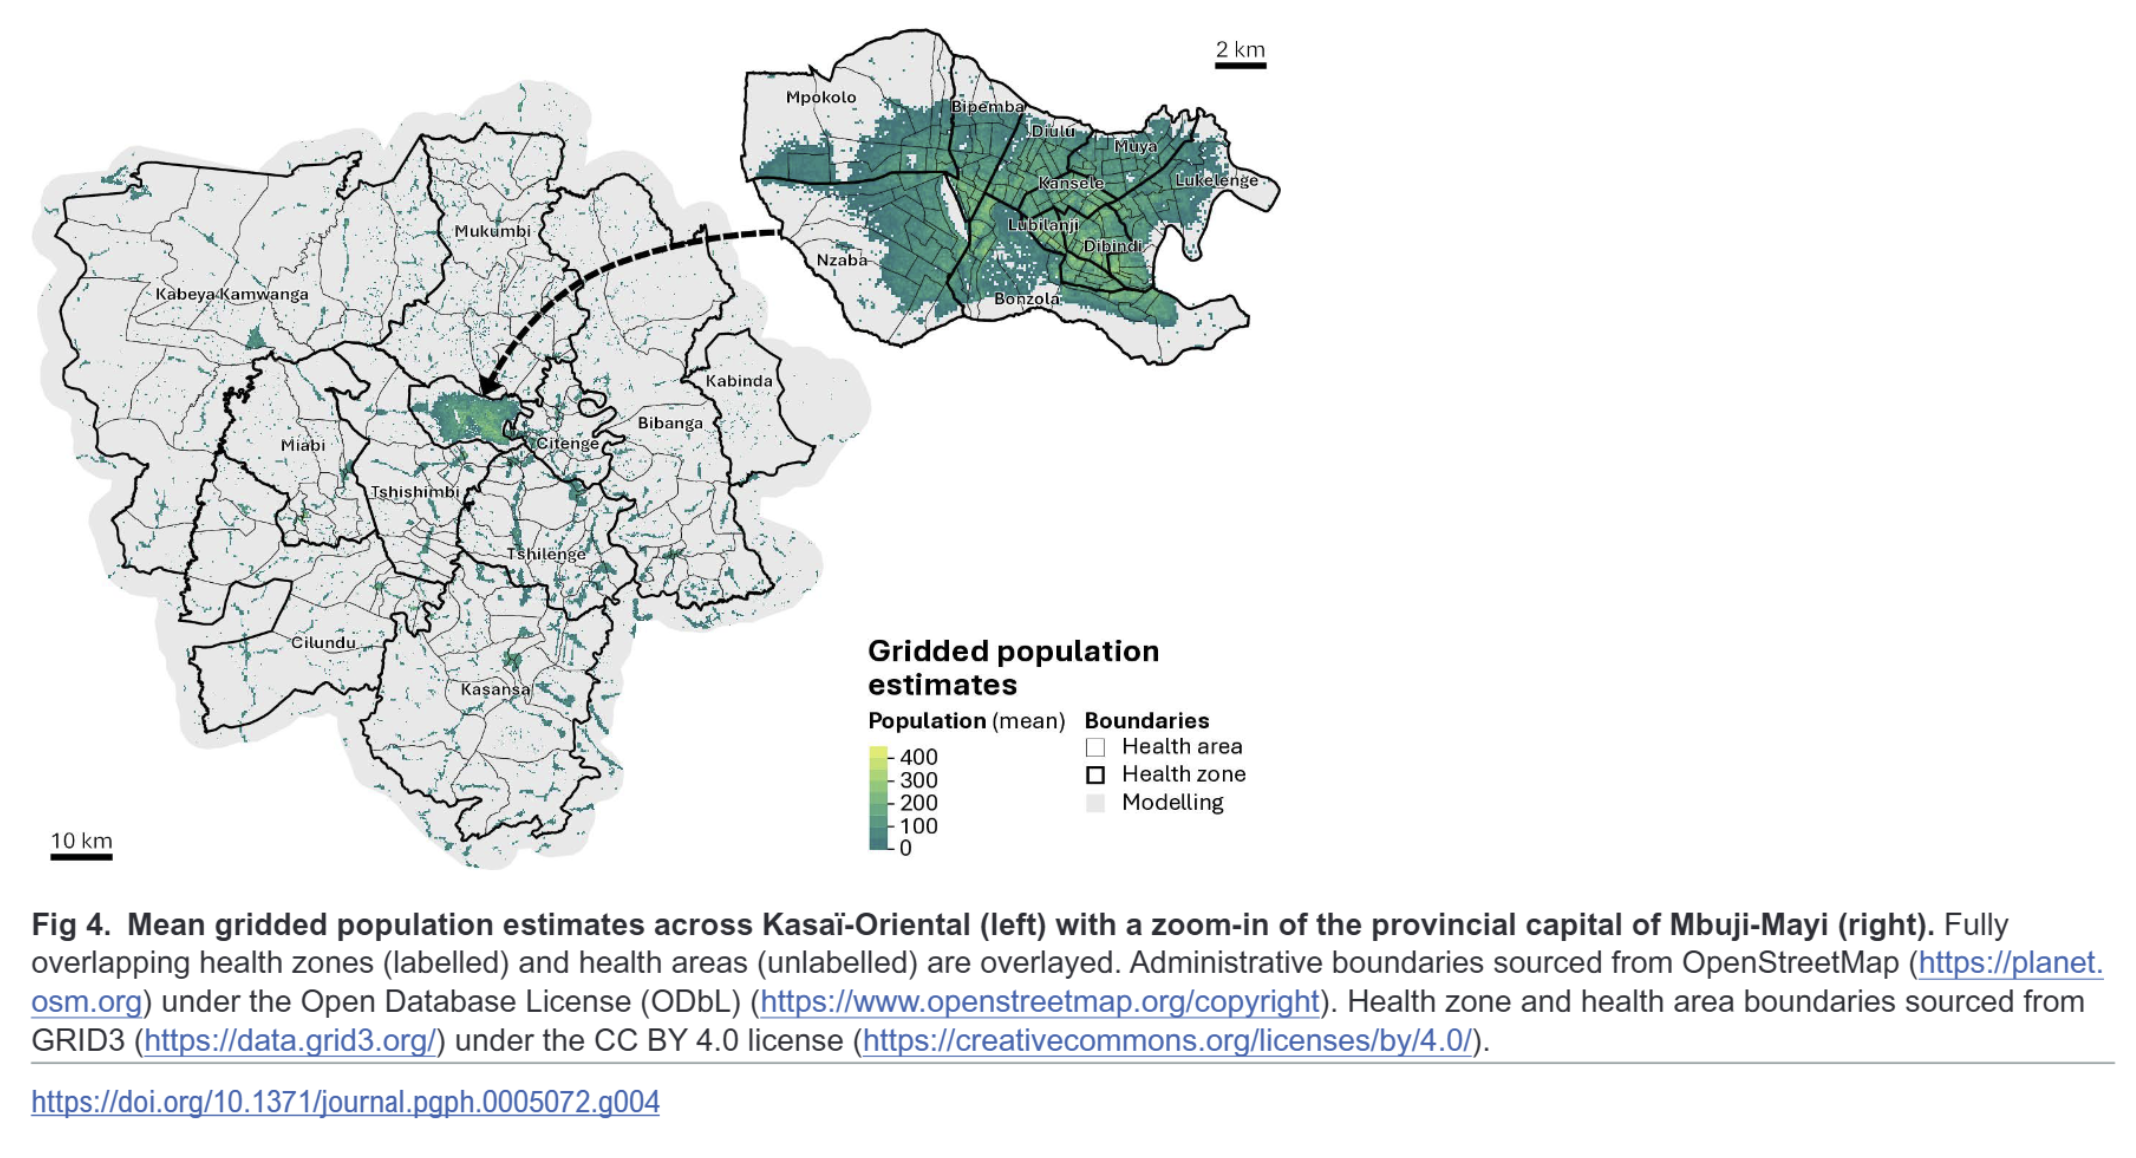 2 km
Mpokolo
Bipemba
Diulu
Muya
Kansele
Lukelenge
Lubilanji
Dibindi
Nzaba
Bonzola
Mukumbi
Kabeya Kamwanga
Kabinda
Miabi
Citenge
Bibanga
Tshishimbi
Tshilenge
Cilundu
Kasansa
10 km
Gridded population
estimates
Population (mean)
400
300
200
100
0
Boundaries
Health area
Health zone
Modelling
Fig 4. Mean gridded population estimates across Kasaï-Oriental (left) with a zoom-in of the provincial capital of Mbuji-Mayi (right). Fully
overlapping health zones (labelled) and health areas (unlabelled) are overlayed. Administrative boundaries sourced from OpenStreetMap (https://planet.
osm.org) under the Open Database License (ODbL) (https://www.openstreetmap.org/copyright). Health zone and health area boundaries sourced from
GRID3 (https://data.grid3.org/) under the CC BY 4.0 license (https://creativecommons.org/licenses/by/4.0/).
https://doi.org/10.1371/journal.pgph.0005072.g004